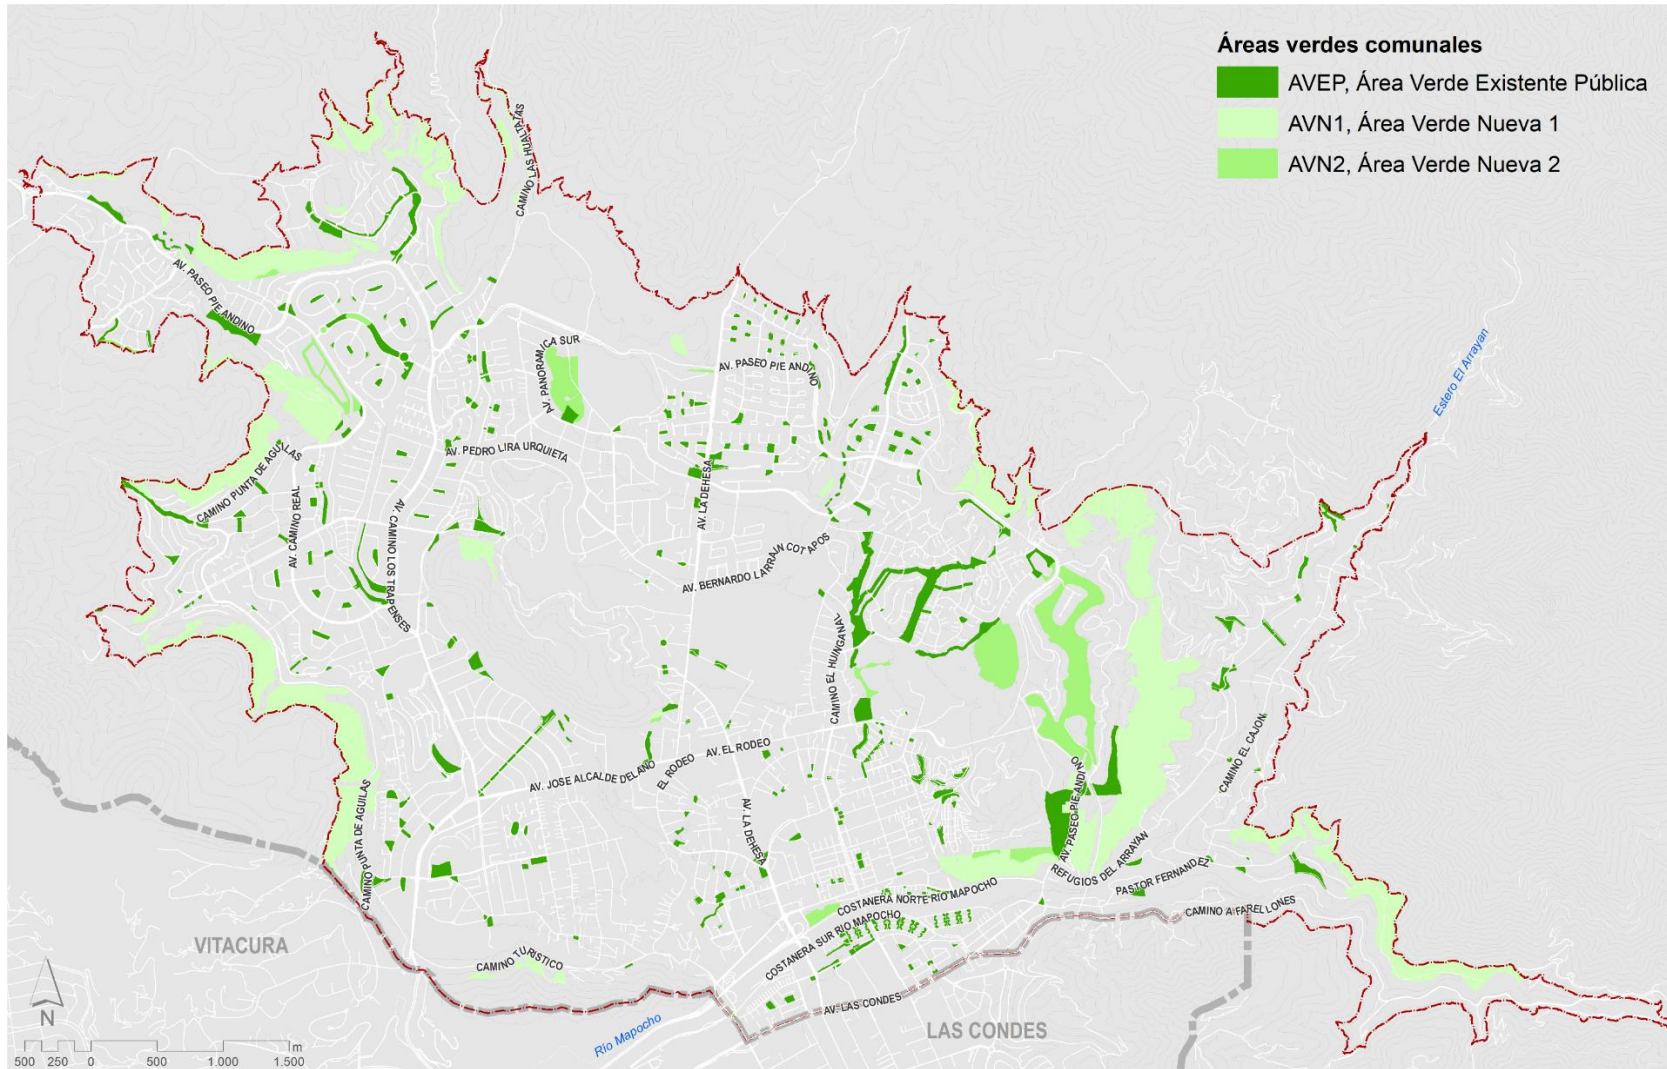 Áreas verdes comunales
AVEP, Área Verde Existente Pública
AVN1, Área Verde Nueva 1
AVN2, Área Verde Nueva 2
CAMINO LAS HUALTATAS
AV. PASEO PIE ANDINO
AV. PANORAMICA SUR
AV. PASEO PIE ANDINO
Estero El Arrayan
AV. PEDRO LIRA URQUIETA
CAMINO PUNTA DE AGUILAS
AV. LA DEHESA
AV. CAMINO REAL
AV. CAMINO LOS TRAPENSES
AV. BERNARDO LARRAIN COTAPOS
CAMINO EL HUINGANAL
CAMINO EL CAJON
AV. EL RODEO
AV. JOSE ALCALDE DELANO
EL RODEO
AV. PASEO PIE ANDINO
CAMINO PUNTA DE AGUILAS
AV. LA DEHESA
REFUGIOS DEL ARRAYAN
PASTOR FERNANDEZ
COSTANERA NORTE RIO MAPOCHO
CAMINO A FARELLONES
COSTANERA SUR RIO MAPOCHO
VITACURA
CAMINO TURISTICO
AV. LAS CONDES
LAS CONDES
Río Mapocho
N
m
500 250 0 500 1.000 1.500